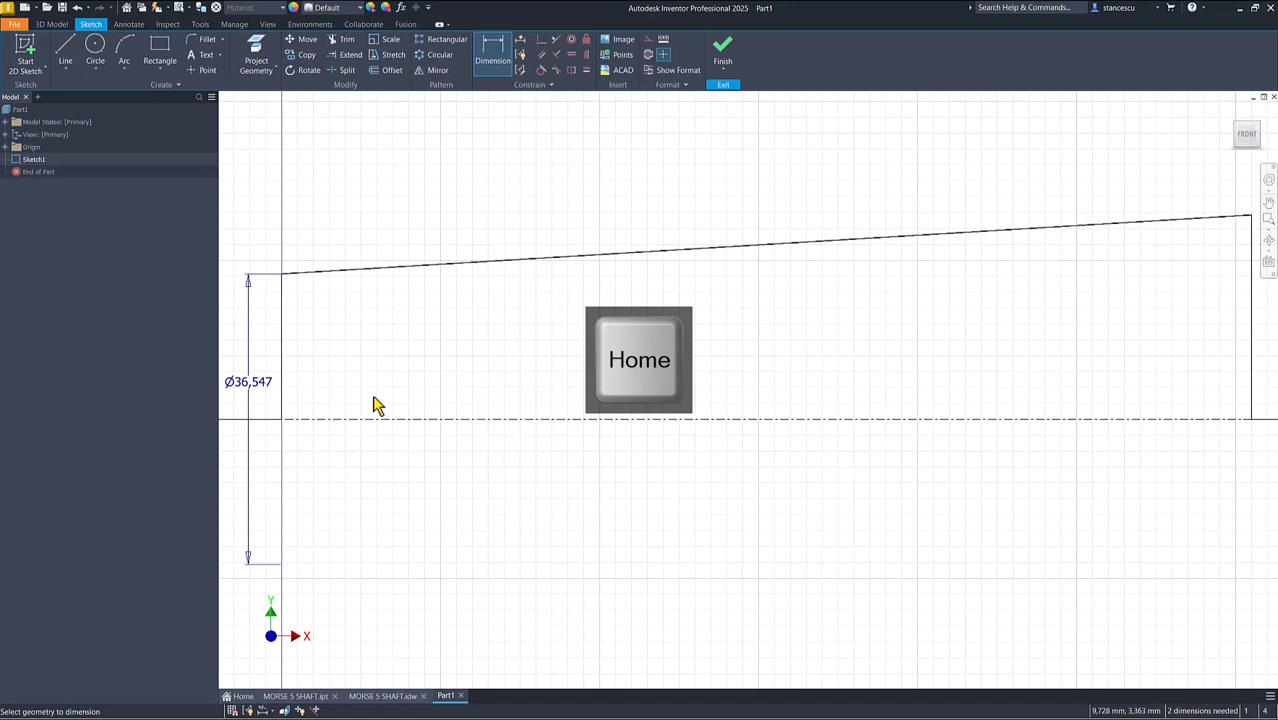 Material
Default
Autodesk Inventor Professional 2025 Part1
Search Help & Commands...
stancescu
File 3D Model Sketch Annotate Inspect Tools Manage View Environments Collaborate Fusion
Start
2D Sketch
Line
Circle
Arc
Rectangle
Fillet
Text
Point
Project
Geometry
Move
Copy
Rotate
Trim
Extend
Split
Scale
Stretch
Offset
Rectangular
Circular
Mirror
Dimension
Image
Points
ACAD
Show Format
Finish
Sketch Create Modify Pattern Constrain Insert Format Exit
Model
Part1
Model States: [Primary]
View: [Primary]
Origin
Sketch1
End of Part
FRONT
Home
Ø36,547
Y
X
Home MORSE 5 SHAFT.ipt MORSE 5 SHAFT.idw Part1
Select geometry to dimension
9,728 mm, 3,363 mm 2 dimensions needed 1 4